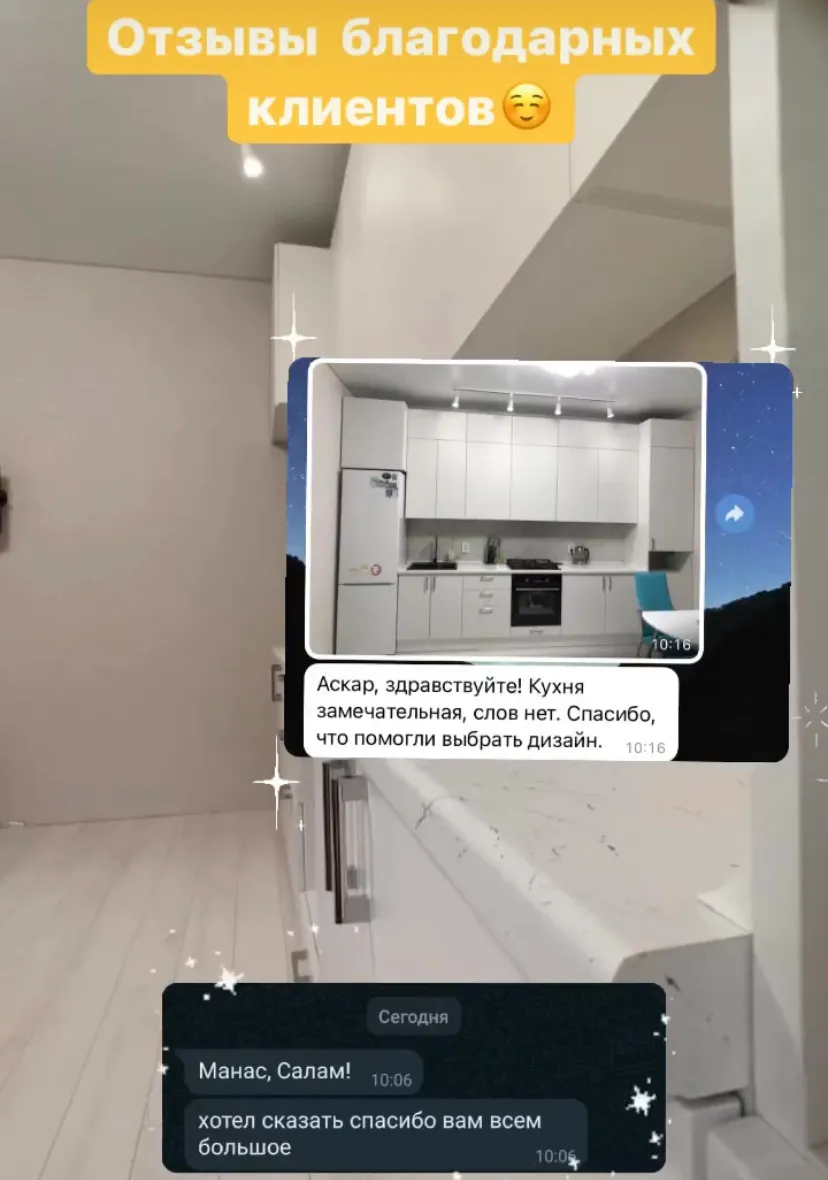 Отзывы благодарных
клиентов☺️
10:16
Аскар, здравствуйте! Кухня
замечательная, слов нет. Спасибо,
что помогли выбрать дизайн.
10:16
Сегодня
Манас, Салам!
10:06
хотел сказать спасибо вам всем
большое
10:06